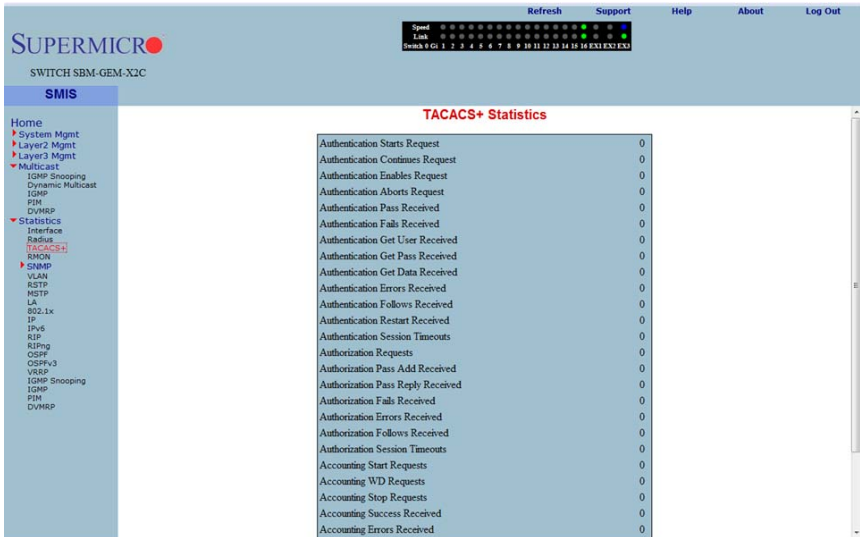 Refresh Support Help About Log Out
Speed
Link
Switch 0 Gi 1 2 3 4 5 6 7 8 9 10 11 12 13 14 15 16 EX1 EX2 EX3
SUPERMICRO
SWITCH SBM-GEM-X2C
SMIS
Home
System Mgmt
Layer2 Mgmt
Layer3 Mgmt
Multicast
IGMP Snooping
Dynamic Multicast
IGMP
PIM
DVMRP
Statistics
Interface
Radius
TACACS+
RMON
SNMP
VLAN
RSTP
MSTP
LA
802.1x
IP
IPv6
RIP
RIPng
OSPF
OSPFv3
VRRP
IGMP Snooping
IGMP
PIM
DVMRP
TACACS+ Statistics
Authentication Starts Request 0
Authentication Continues Request 0
Authentication Enables Request 0
Authentication Aborts Request 0
Authentication Pass Received 0
Authentication Fails Received 0
Authentication Get User Received 0
Authentication Get Pass Received 0
Authentication Get Data Received 0
Authentication Errors Received 0
Authentication Follows Received 0
Authentication Restart Received 0
Authentication Session Timeouts 0
Authorization Requests 0
Authorization Pass Add Received 0
Authorization Pass Reply Received 0
Authorization Fails Received 0
Authorization Errors Received 0
Authorization Follows Received 0
Authorization Session Timeouts 0
Accounting Start Requests 0
Accounting WD Requests 0
Accounting Stop Requests 0
Accounting Success Received 0
Accounting Errors Received 0